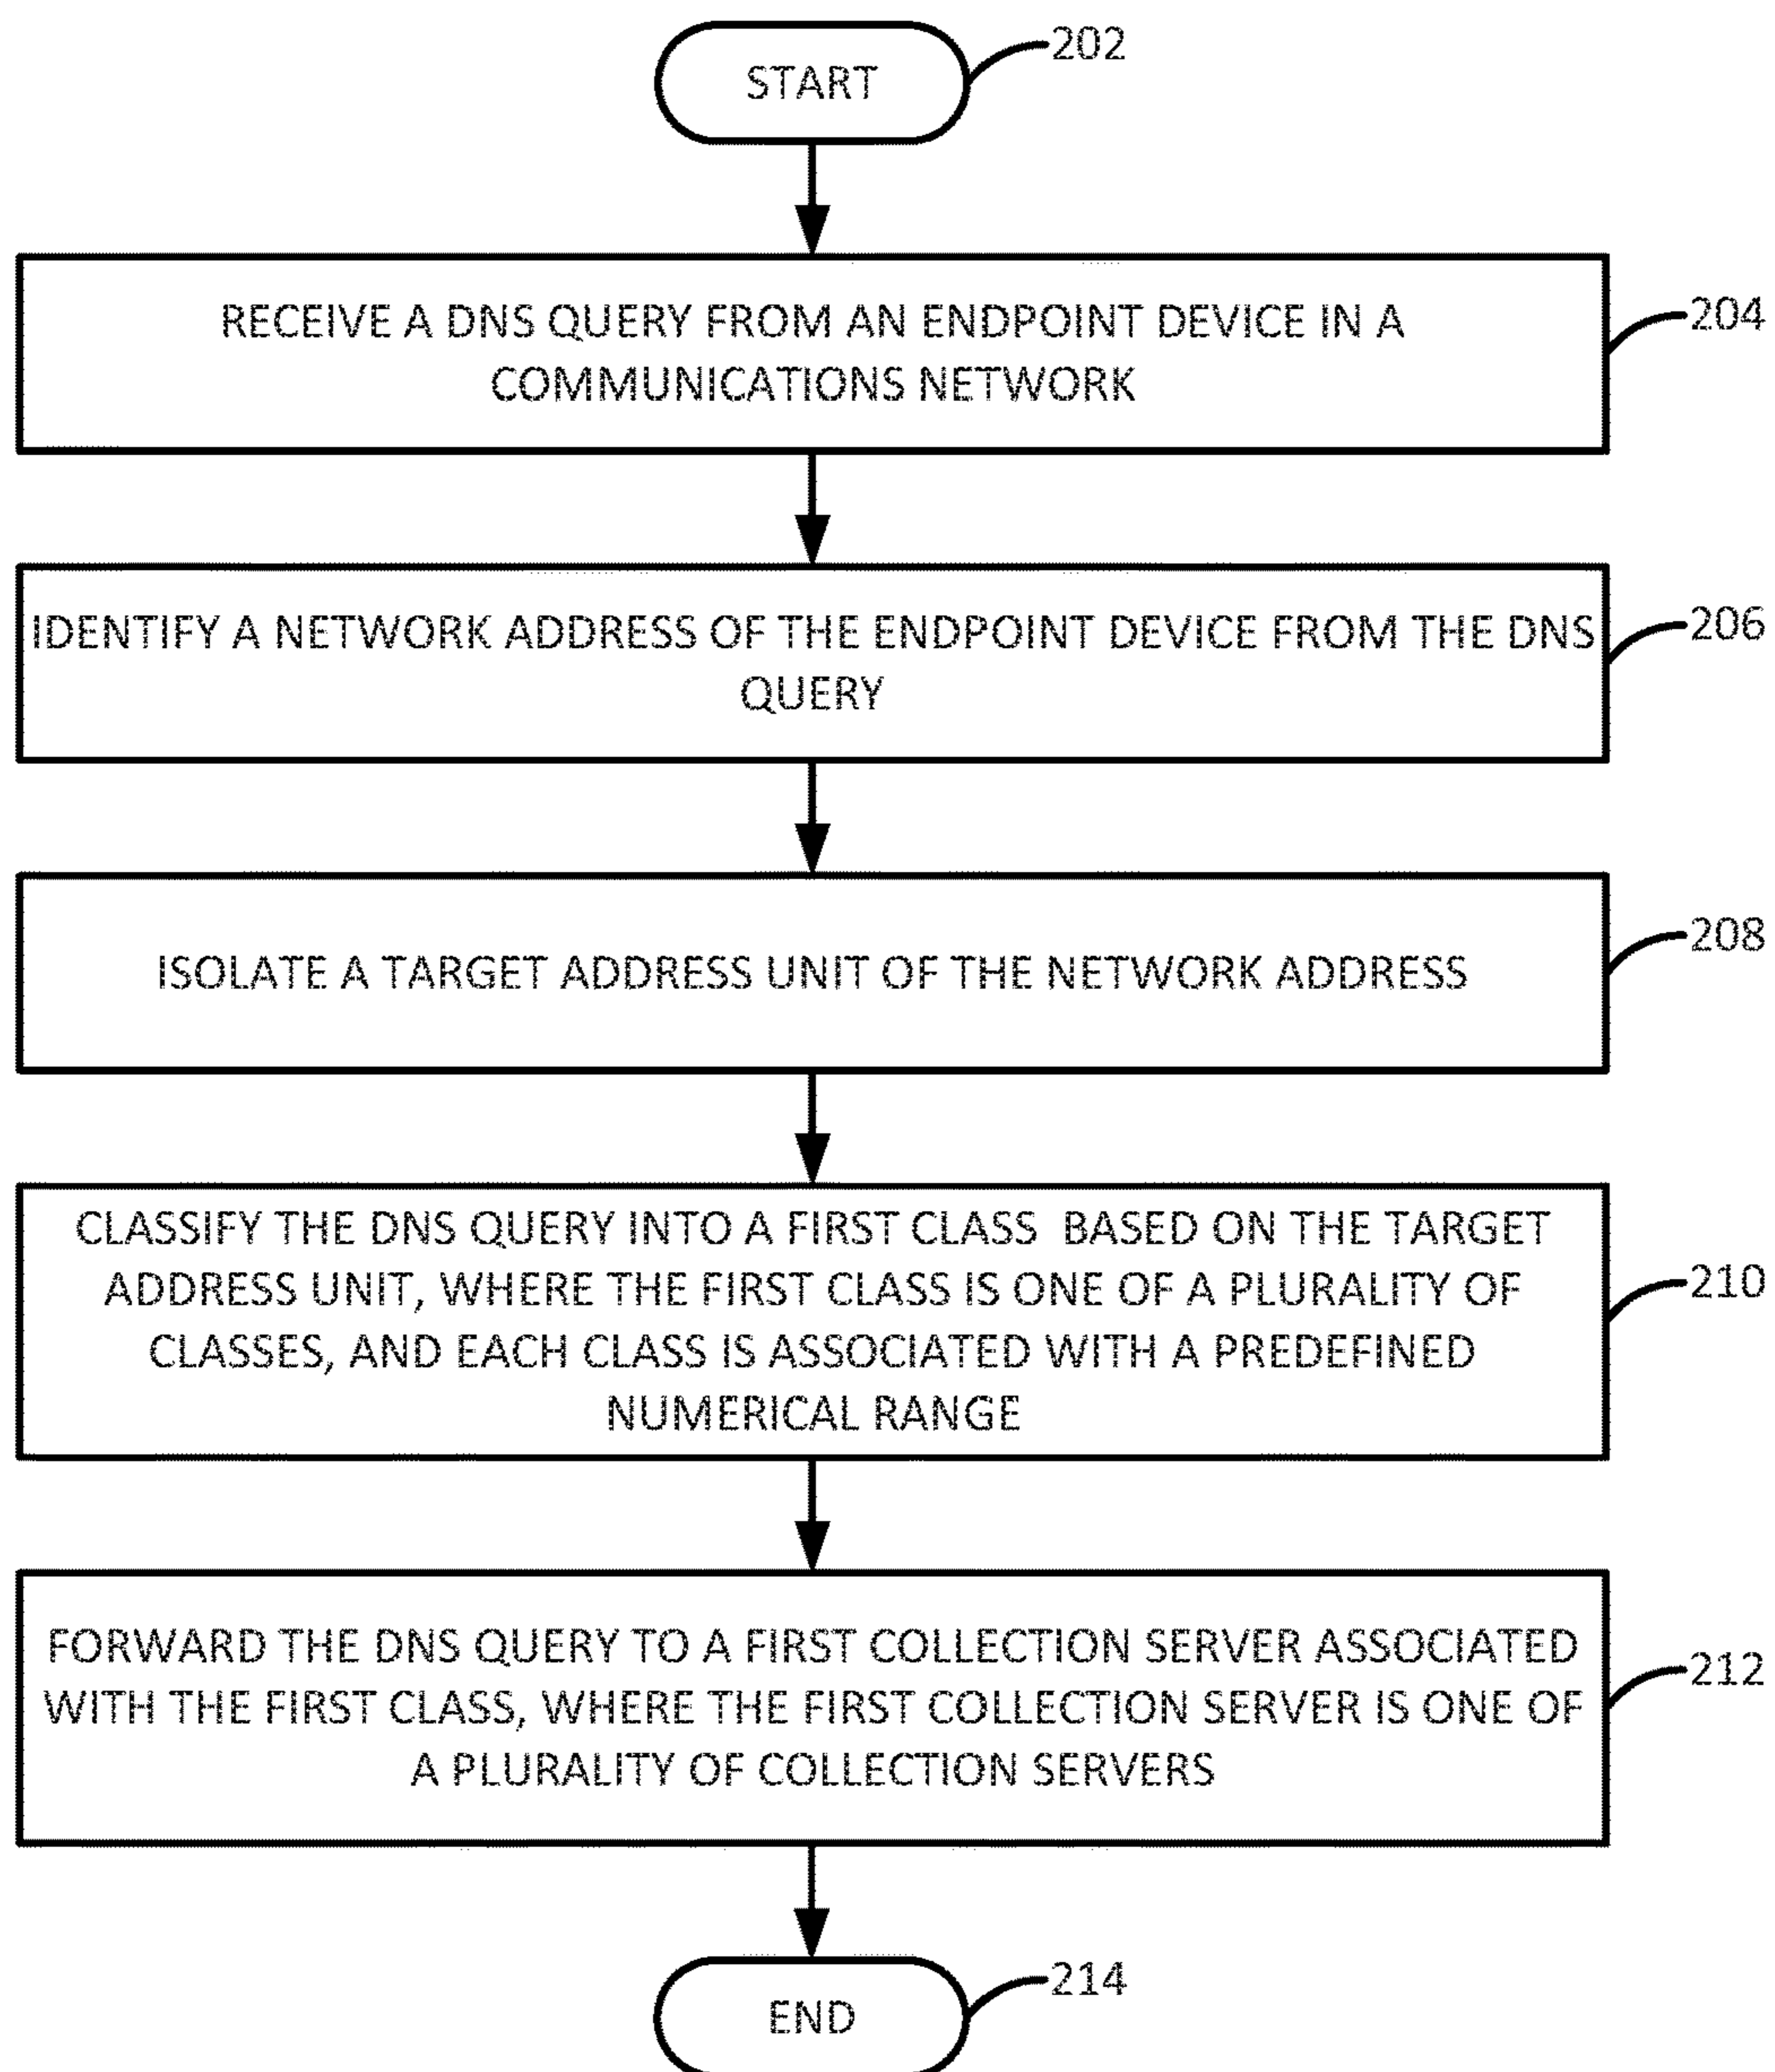 START
202
RECEIVE A DNS QUERY FROM AN ENDPOINT DEVICE IN A
COMMUNICATIONS NETWORK
204
IDENTIFY A NETWORK ADDRESS OF THE ENDPOINT DEVICE FROM THE DNS
QUERY
206
ISOLATE A TARGET ADDRESS UNIT OF THE NETWORK ADDRESS
208
CLASSIFY THE DNS QUERY INTO A FIRST CLASS BASED ON THE TARGET
ADDRESS UNIT, WHERE THE FIRST CLASS IS ONE OF A PLURALITY OF
CLASSES, AND EACH CLASS IS ASSOCIATED WITH A PREDEFINED
NUMERICAL RANGE
210
FORWARD THE DNS QUERY TO A FIRST COLLECTION SERVER ASSOCIATED
WITH THE FIRST CLASS, WHERE THE FIRST COLLECTION SERVER IS ONE OF
A PLURALITY OF COLLECTION SERVERS
212
END
214